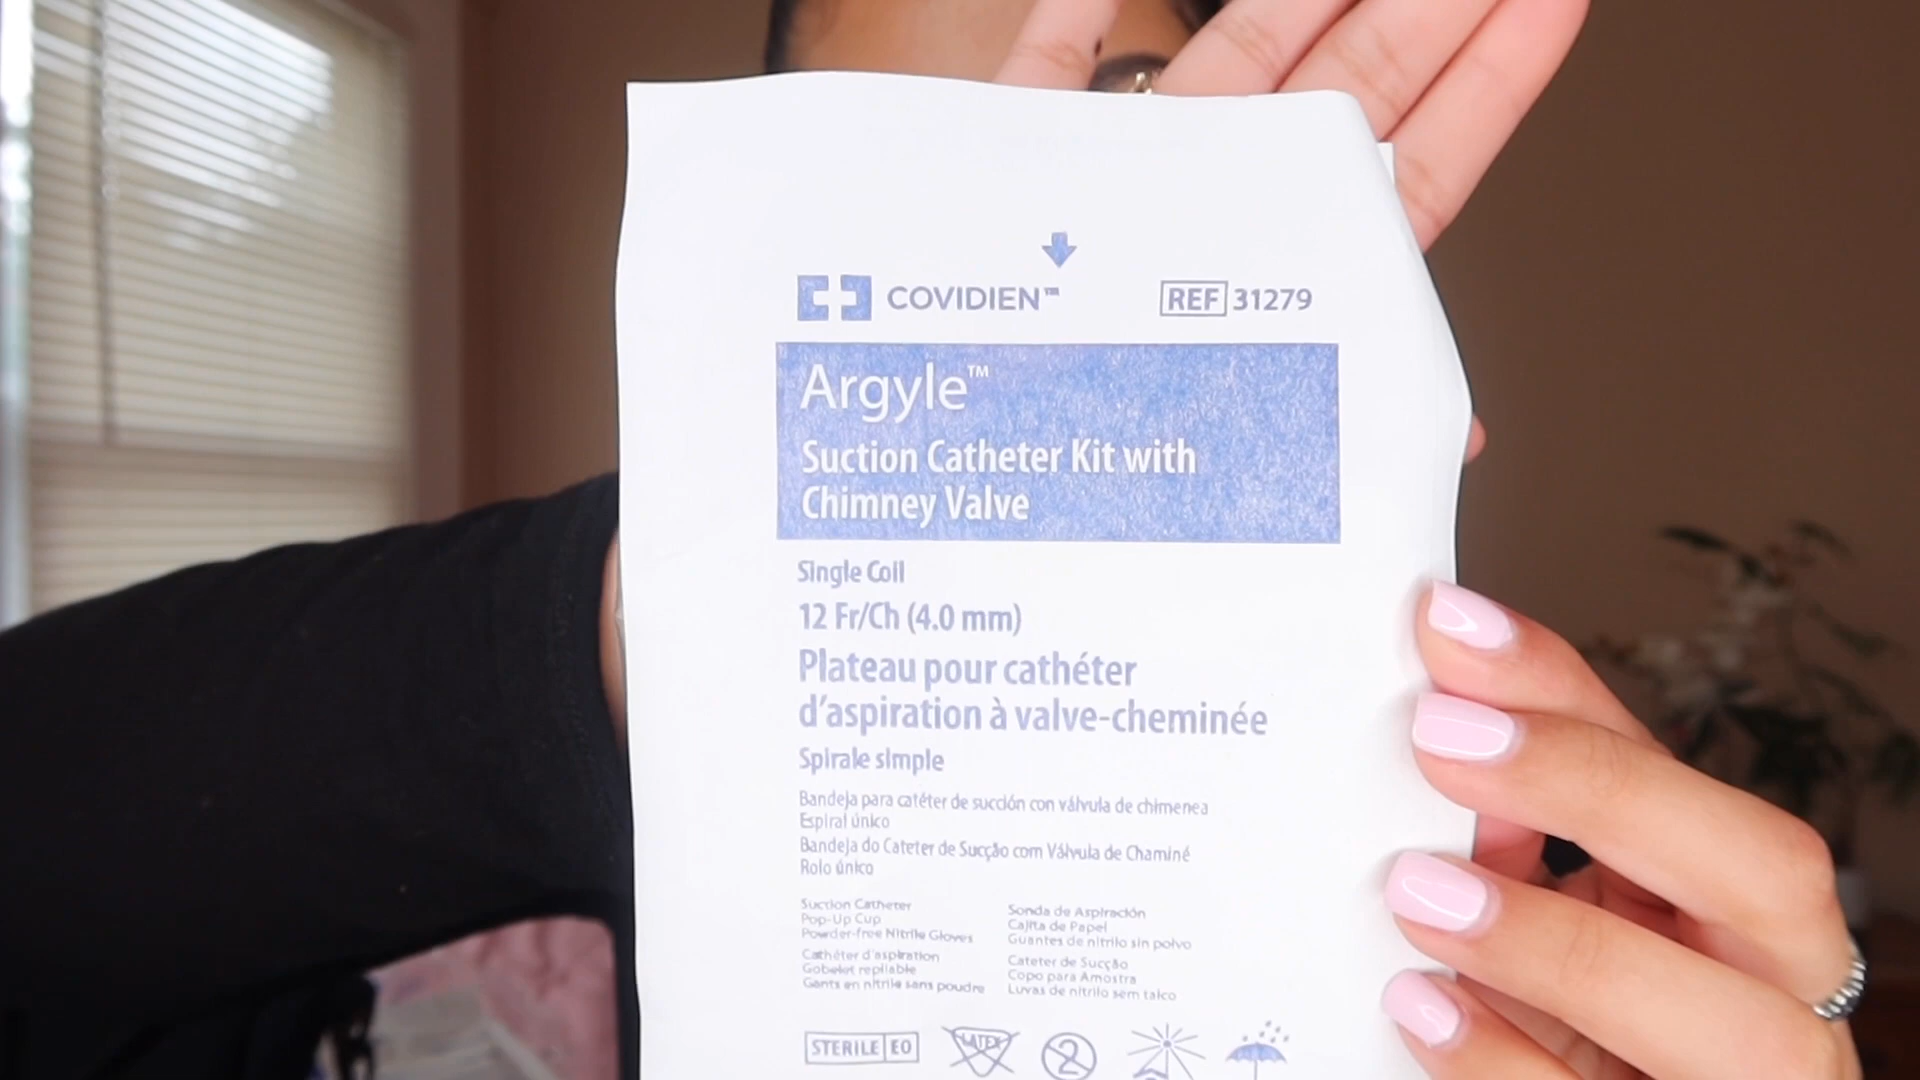 COVIDIEN™
REF 31279
Argyle™
Suction Catheter Kit with
Chimney Valve
Single Coil
12 Fr/Ch (4.0 mm)
Plateau pour cathéter
d'aspiration à valve-cheminée
Spirale simple
Bandeja para catéter de succión con válvula de chimenea
Espiral único
Bandeja do Cateter de Sucção com Válvula de Chaminé
Rolo único
Suction Catheter
Pop-Up Cup
Powder-free Nitrile Gloves
Cathéter d'aspiration
Gobelet repliable
Gants en nitrile sans poudre
Sonda de Aspiración
Cajita de Papel
Guantes de nitrilo sin polvo
Cateter de Sucção
Copo para Amostra
Luvas de nitrilo sem talco
STERILE EO
LATEX
2